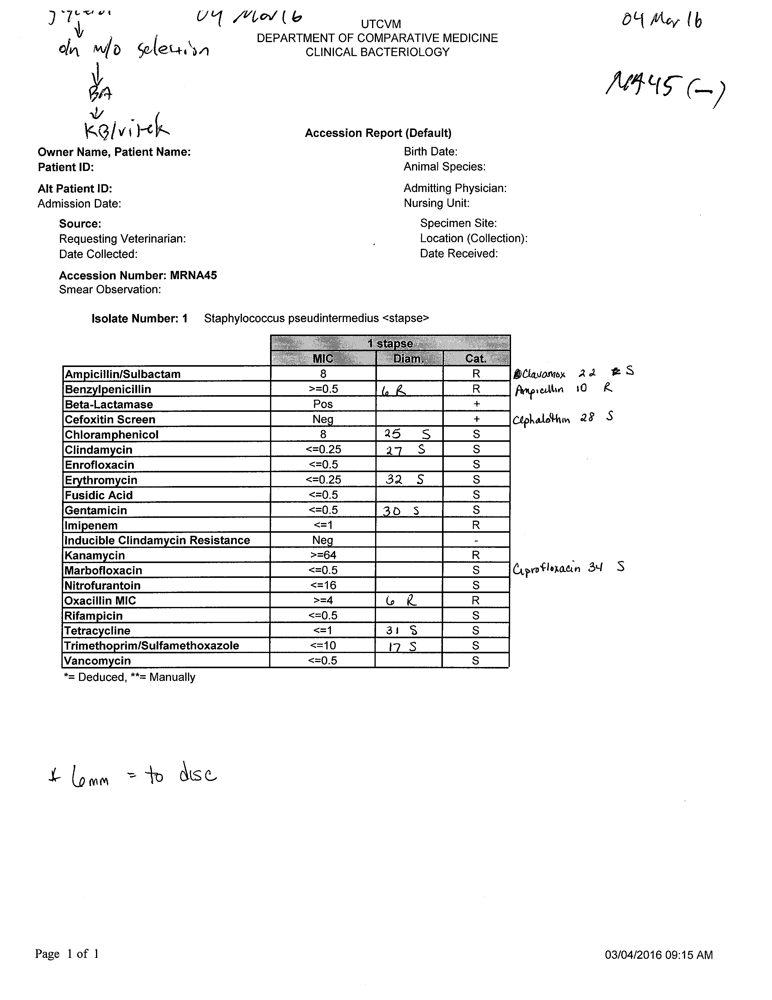 04 Mar 16
04 Mar 16
UTCVM
DEPARTMENT OF COMPARATIVE MEDICINE
CLINICAL BACTERIOLOGY
o/n w/o selection
BA
KB/vitek
NA45 (-)
Accession Report (Default)
Owner Name, Patient Name: Birth Date:
Patient ID: Animal Species:
Alt Patient ID: Admitting Physician:
Admission Date: Nursing Unit:
Source: Specimen Site:
Requesting Veterinarian: Location (Collection):
Date Collected: Date Received:
Accession Number: MRNA45
Smear Observation:
Isolate Number: 1 Staphylococcus pseudintermedius <stapse>
1 stapse
MIC Diam. Cat.
Ampicillin/Sulbactam 8 R Clavamox 22 S
Benzylpenicillin >=0.5 6 R R Ampicillin 10 R
Beta-Lactamase Pos +
Cefoxitin Screen Neg + Cephalothin 28 S
Chloramphenicol 8 25 S S
Clindamycin <=0.25 27 S S
Enrofloxacin <=0.5 S
Erythromycin <=0.25 32 S S
Fusidic Acid <=0.5 S
Gentamicin <=0.5 30 S S
Imipenem <=1 R
Inducible Clindamycin Resistance Neg -
Kanamycin >=64 R
Marbofloxacin <=0.5 S Ciprofloxacin 34 S
Nitrofurantoin <=16 S
Oxacillin MIC >=4 6 R R
Rifampicin <=0.5 S
Tetracycline <=1 31 S S
Trimethoprim/Sulfamethoxazole <=10 17 S S
Vancomycin <=0.5 S
*= Deduced, **= Manually
* 6mm = to disc
Page 1 of 1 03/04/2016 09:15 AM